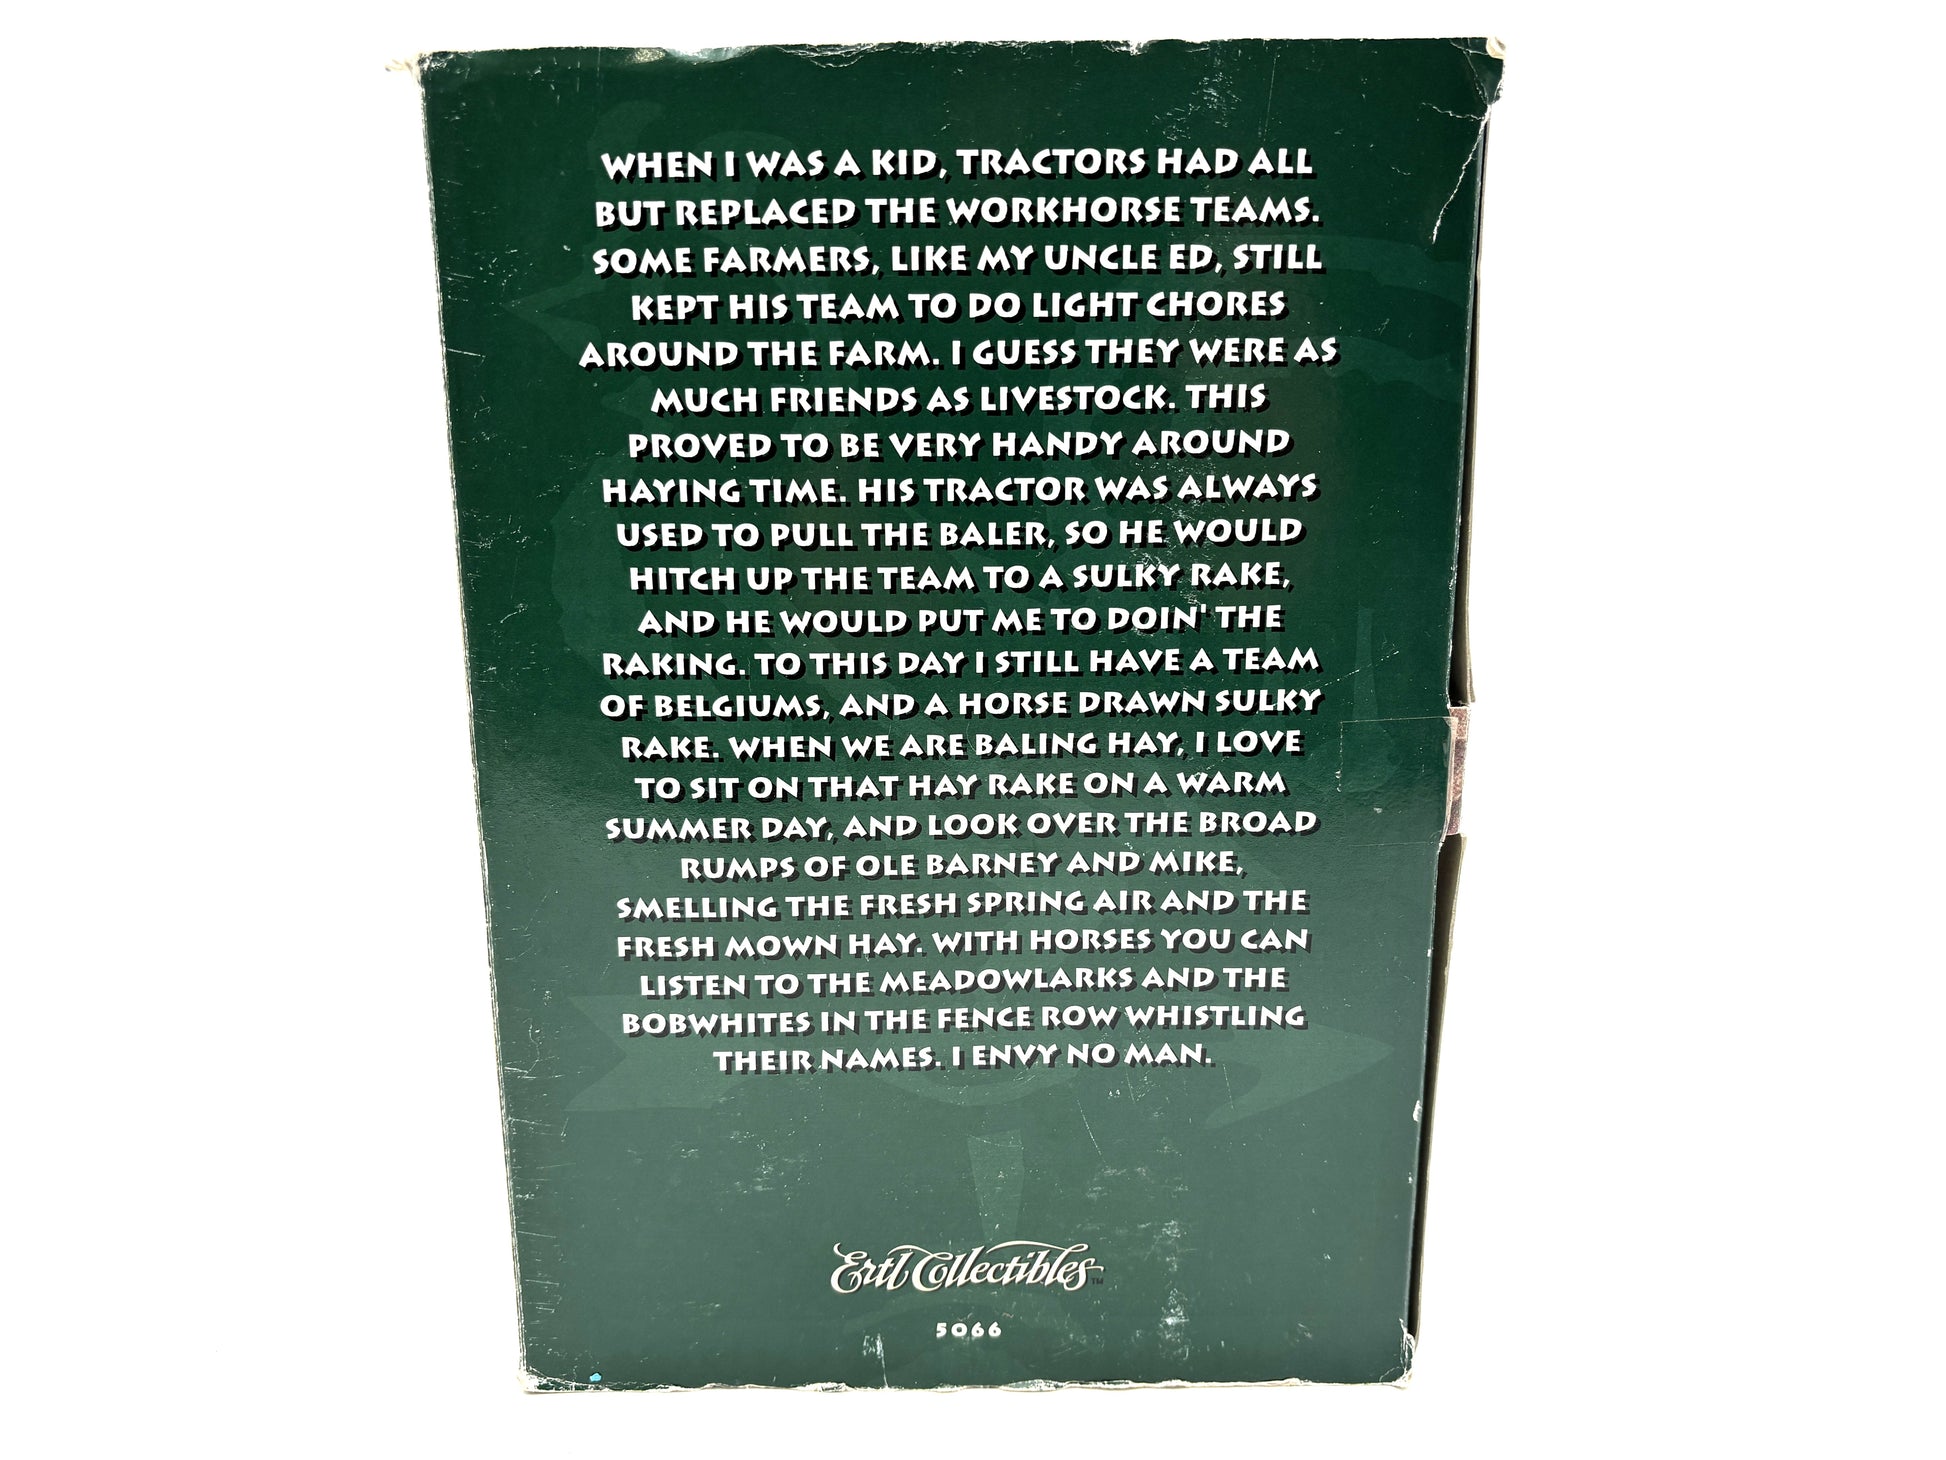 WHEN I WAS A KID, TRACTORS HAD ALL
BUT REPLACED THE WORKHORSE TEAMS.
SOME FARMERS, LIKE MY UNCLE ED, STILL
KEPT HIS TEAM TO DO LIGHT CHORES
AROUND THE FARM. I GUESS THEY WERE AS
MUCH FRIENDS AS LIVESTOCK. THIS
PROVED TO BE VERY HANDY AROUND
HAYING TIME. HIS TRACTOR WAS ALWAYS
USED TO PULL THE BALER, SO HE WOULD
HITCH UP THE TEAM TO A SULKY RAKE,
AND HE WOULD PUT ME TO DOIN' THE
RAKING. TO THIS DAY I STILL HAVE A TEAM
OF BELGIUMS, AND A HORSE DRAWN SULKY
RAKE. WHEN WE ARE BALING HAY, I LOVE
TO SIT ON THAT HAY RAKE ON A WARM
SUMMER DAY, AND LOOK OVER THE BROAD
RUMPS OF OLE BARNEY AND MIKE,
SMELLING THE FRESH SPRING AIR AND THE
FRESH MOWN HAY. WITH HORSES YOU CAN
LISTEN TO THE MEADOWLARKS AND THE
BOBWHITES IN THE FENCE ROW WHISTLING
THEIR NAMES. I ENVY NO MAN.
Ertl Collectibles™
5066